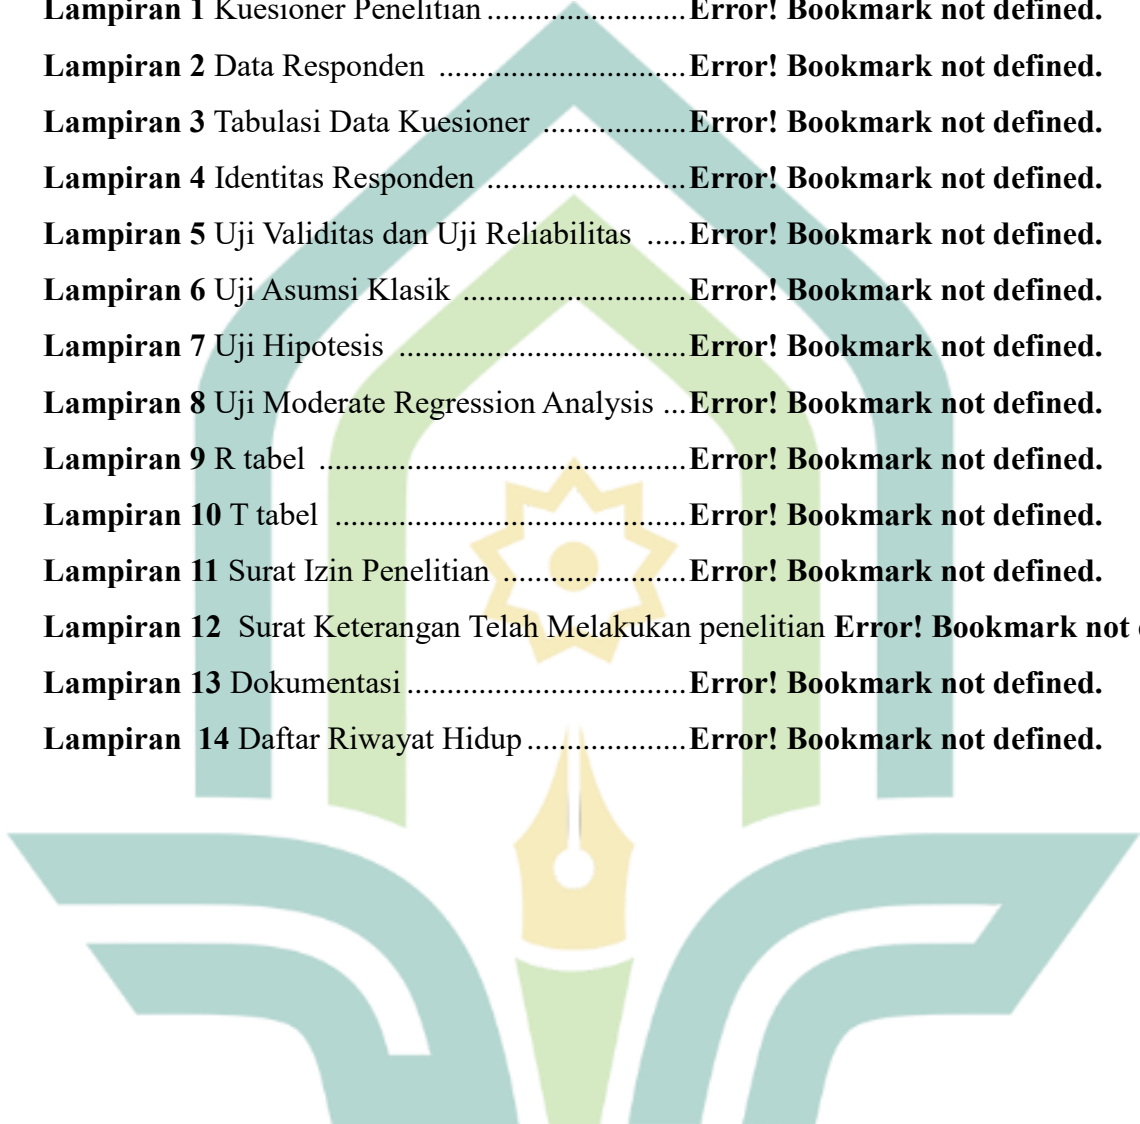 Lampiran 1 Kuesioner Penelitian ............................ Error! Bookmark not defined.
Lampiran 2 Data Responden ................................ Error! Bookmark not defined.
Lampiran 3 Tabulasi Data Kuesioner .................. Error! Bookmark not defined.
Lampiran 4 Identitas Responden ......................... Error! Bookmark not defined.
Lampiran 5 Uji Validitas dan Uji Reliabilitas ..... Error! Bookmark not defined.
Lampiran 6 Uji Asumsi Klasik ............................ Error! Bookmark not defined.
Lampiran 7 Uji Hipotesis .................................... Error! Bookmark not defined.
Lampiran 8 Uji Moderate Regression Analysis ... Error! Bookmark not defined.
Lampiran 9 R tabel .............................................. Error! Bookmark not defined.
Lampiran 10 T tabel ............................................ Error! Bookmark not defined.
Lampiran 11 Surat Izin Penelitian ....................... Error! Bookmark not defined.
Lampiran 12 Surat Keterangan Telah Melakukan penelitian Error! Bookmark not
Lampiran 13 Dokumentasi ................................... Error! Bookmark not defined.
Lampiran 14 Daftar Riwayat Hidup .................... Error! Bookmark not defined.